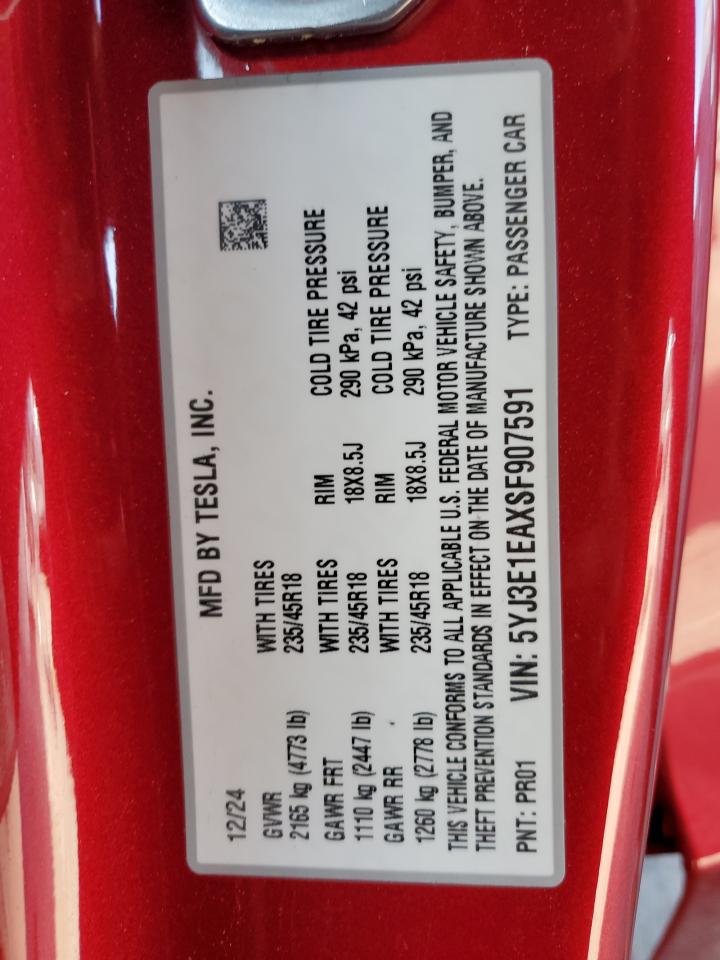 MFD BY TESLA, INC.
12/24
GVWR WITH TIRES
2165 kg (4773 lb) 235/45R18
GAWR FRT WITH TIRES RIM COLD TIRE PRESSURE
1110 kg (2447 lb) 235/45R18 18X8.5J 290 kPa, 42 psi
GAWR RR WITH TIRES RIM COLD TIRE PRESSURE
1260 kg (2778 lb) 235/45R18 18X8.5J 290 kPa, 42 psi
THIS VEHICLE CONFORMS TO ALL APPLICABLE U.S. FEDERAL MOTOR VEHICLE SAFETY, BUMPER, AND
THEFT PREVENTION STANDARDS IN EFFECT ON THE DATE OF MANUFACTURE SHOWN ABOVE.
PNT: PR01 VIN: 5YJ3E1EAXSF907591 TYPE: PASSENGER CAR